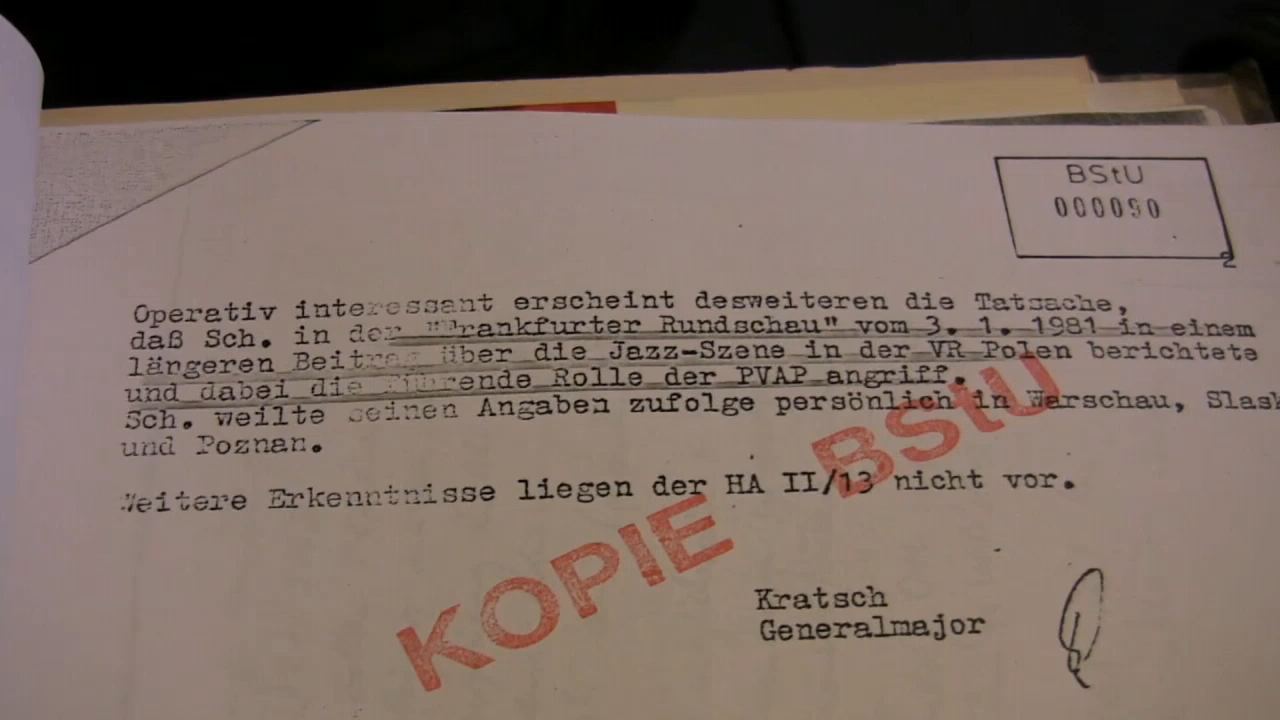 BStU
000090
2
Operativ interessant erscheint desweiteren die Tatsache,
daß Sch. in der "Frankfurter Rundschau" vom 3. 1. 1981 in einem
längeren Beitrag über die Jazz-Szene in der VR Polen berichtete
und dabei die führende Rolle der PVAP angriff.
Sch. weilte seinen Angaben zufolge persönlich in Warschau, Slask
und Poznan.
Weitere Erkenntnisse liegen der HA II/13 nicht vor.
KOPIE BStU
Kratsch
Generalmajor